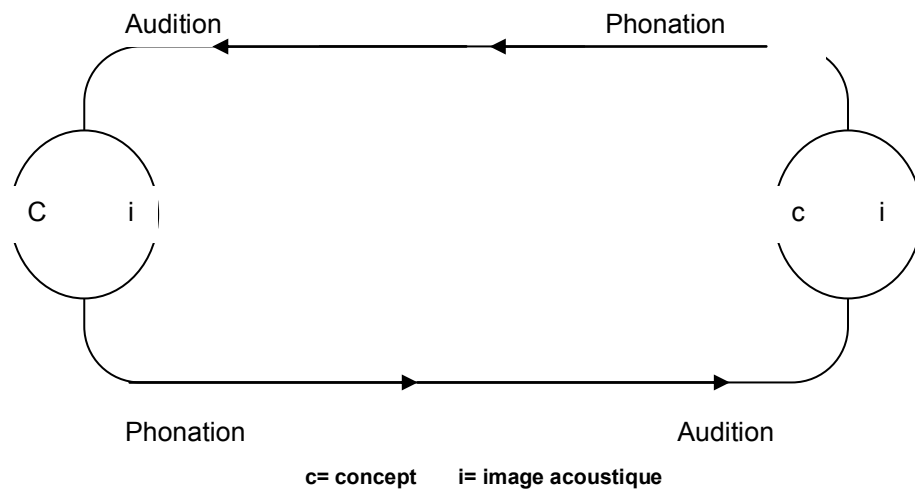 Audition Phonation
C i c i
Phonation Audition
c= concept i= image acoustique